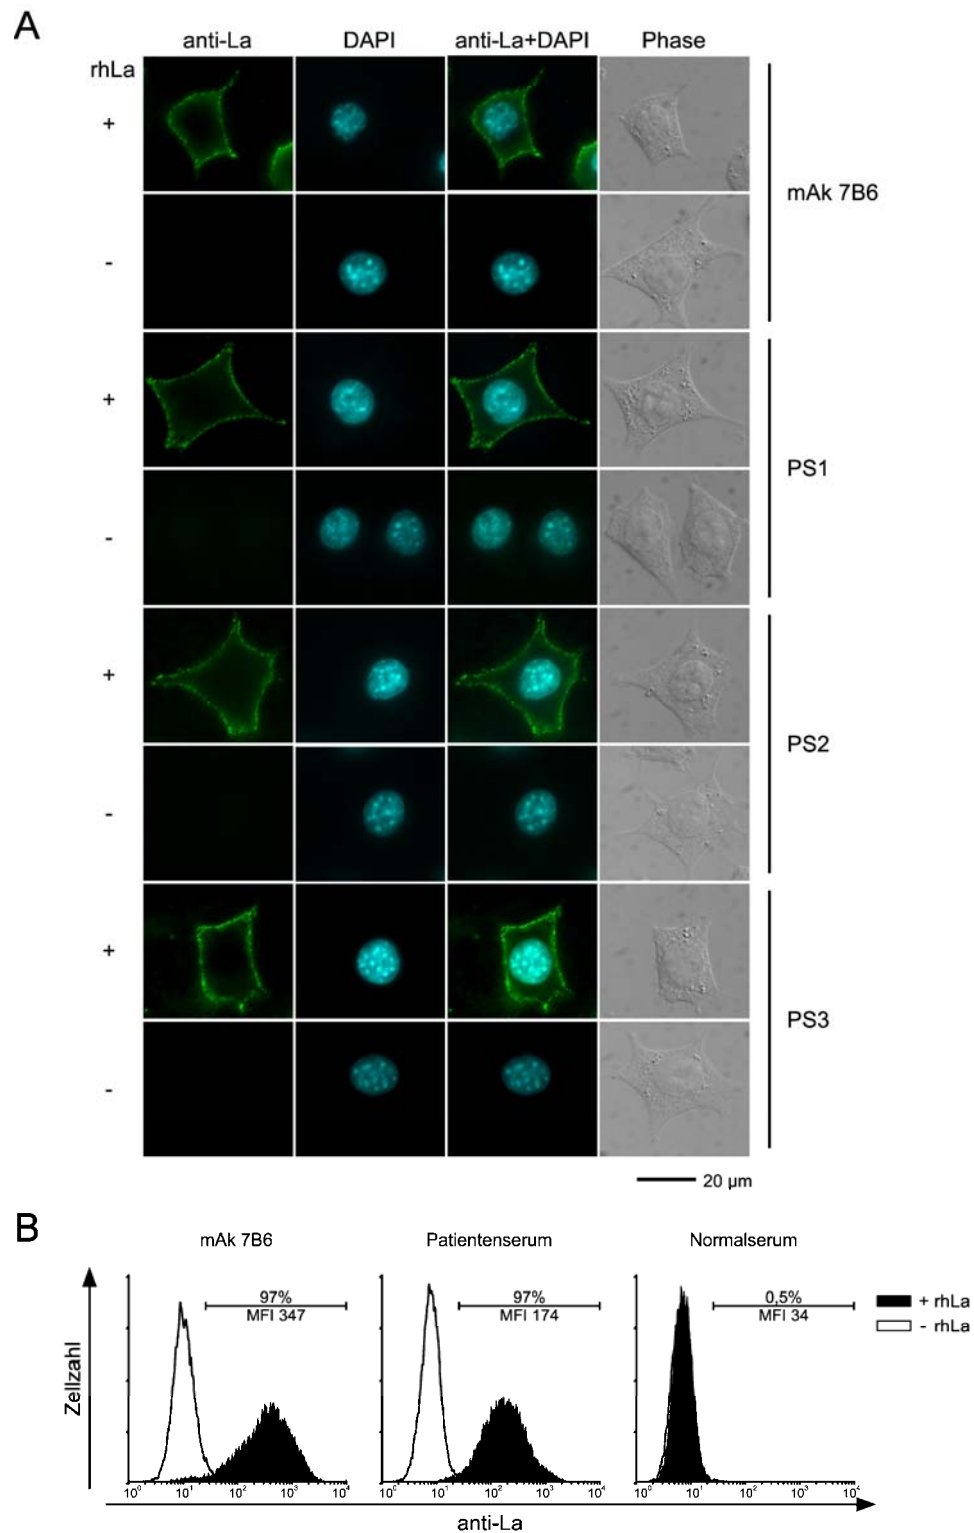 A
anti-La DAPI anti-La+DAPI Phase
rhLa
+
mAk 7B6
-
+
PS1
-
+
PS2
-
+
PS3
-
20 µm
B
mAk 7B6 Patientenserum Normalserum
97% 97% 0,5%
MFI 347 MFI 174 MFI 34
+ rhLa
- rhLa
Zellzahl
10⁰ 10¹ 10² 10³ 10⁴ 10⁰ 10¹ 10² 10³ 10⁴ 10⁰ 10¹ 10² 10³ 10⁴
anti-La